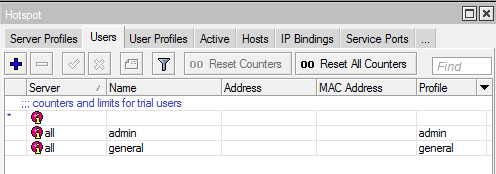 Hotspot
Server Profiles Users User Profiles Active Hosts IP Bindings Service Ports ...
00 Reset Counters 00 Reset All Counters Find
Server Name Address MAC Address Profile
;;; counters and limits for trial users
*
all admin admin
all general general